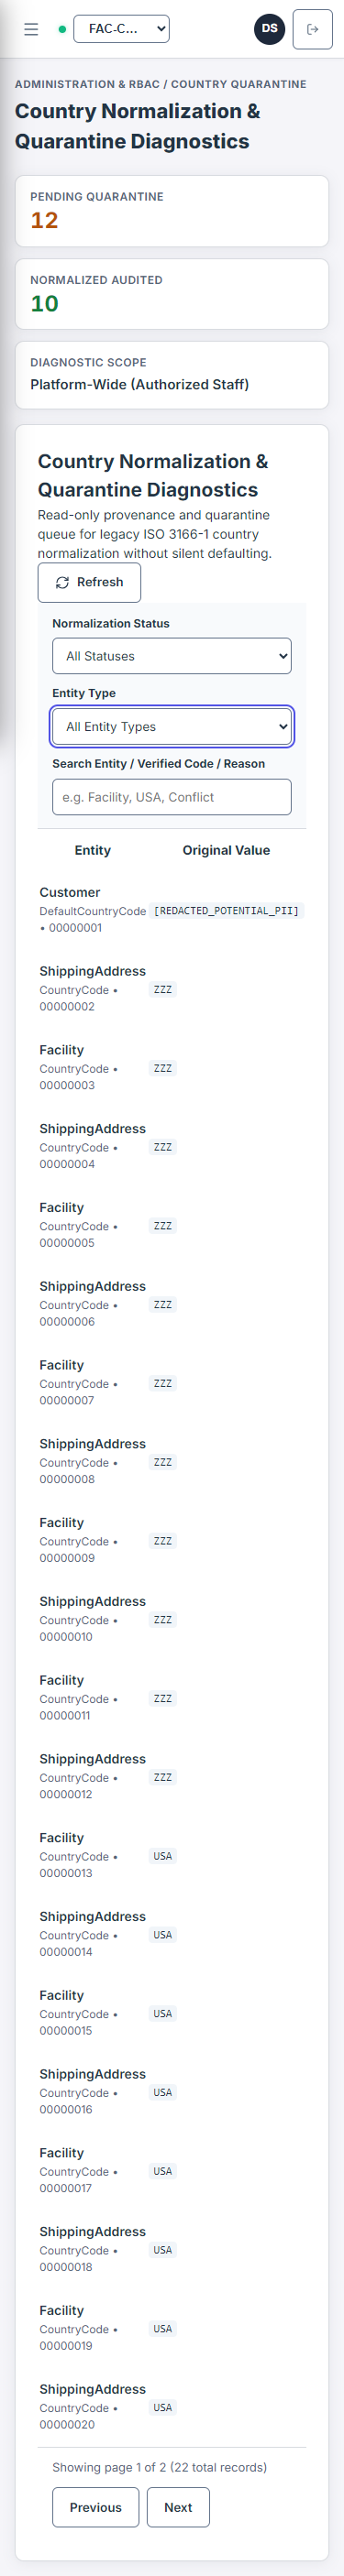 FAC-C...
DS
ADMINISTRATION & RBAC / COUNTRY QUARANTINE
Country Normalization &
Quarantine Diagnostics
PENDING QUARANTINE
12
NORMALIZED AUDITED
10
DIAGNOSTIC SCOPE
Platform-Wide (Authorized Staff)
Country Normalization &
Quarantine Diagnostics
Read-only provenance and quarantine
queue for legacy ISO 3166-1 country
normalization without silent defaulting.
Refresh
Normalization Status
All Statuses
Entity Type
All Entity Types
Search Entity / Verified Code / Reason
e.g. Facility, USA, Conflict
Entity Original Value
Customer
DefaultCountryCode [REDACTED_POTENTIAL_PII]
• 00000001
ShippingAddress
CountryCode • ZZZ
00000002
Facility
CountryCode • ZZZ
00000003
ShippingAddress
CountryCode • ZZZ
00000004
Facility
CountryCode • ZZZ
00000005
ShippingAddress
CountryCode • ZZZ
00000006
Facility
CountryCode • ZZZ
00000007
ShippingAddress
CountryCode • ZZZ
00000008
Facility
CountryCode • ZZZ
00000009
ShippingAddress
CountryCode • ZZZ
00000010
Facility
CountryCode • ZZZ
00000011
ShippingAddress
CountryCode • ZZZ
00000012
Facility
CountryCode • USA
00000013
ShippingAddress
CountryCode • USA
00000014
Facility
CountryCode • USA
00000015
ShippingAddress
CountryCode • USA
00000016
Facility
CountryCode • USA
00000017
ShippingAddress
CountryCode • USA
00000018
Facility
CountryCode • USA
00000019
ShippingAddress
CountryCode • USA
00000020
Showing page 1 of 2 (22 total records)
Previous Next